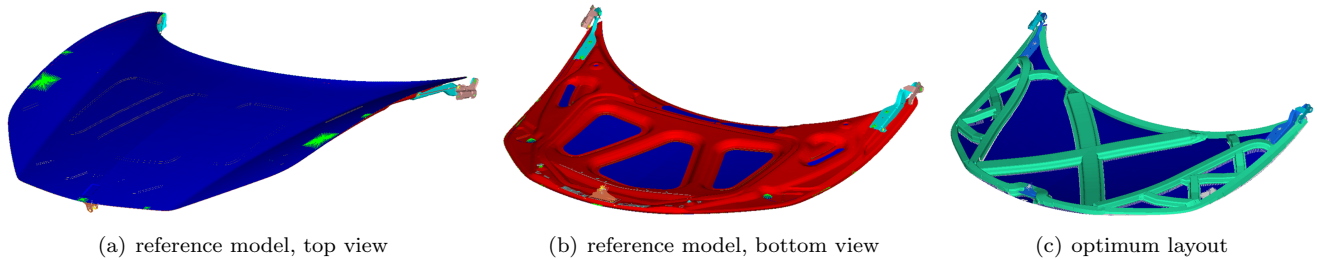 (a) reference model, top view
(b) reference model, bottom view
(c) optimum layout